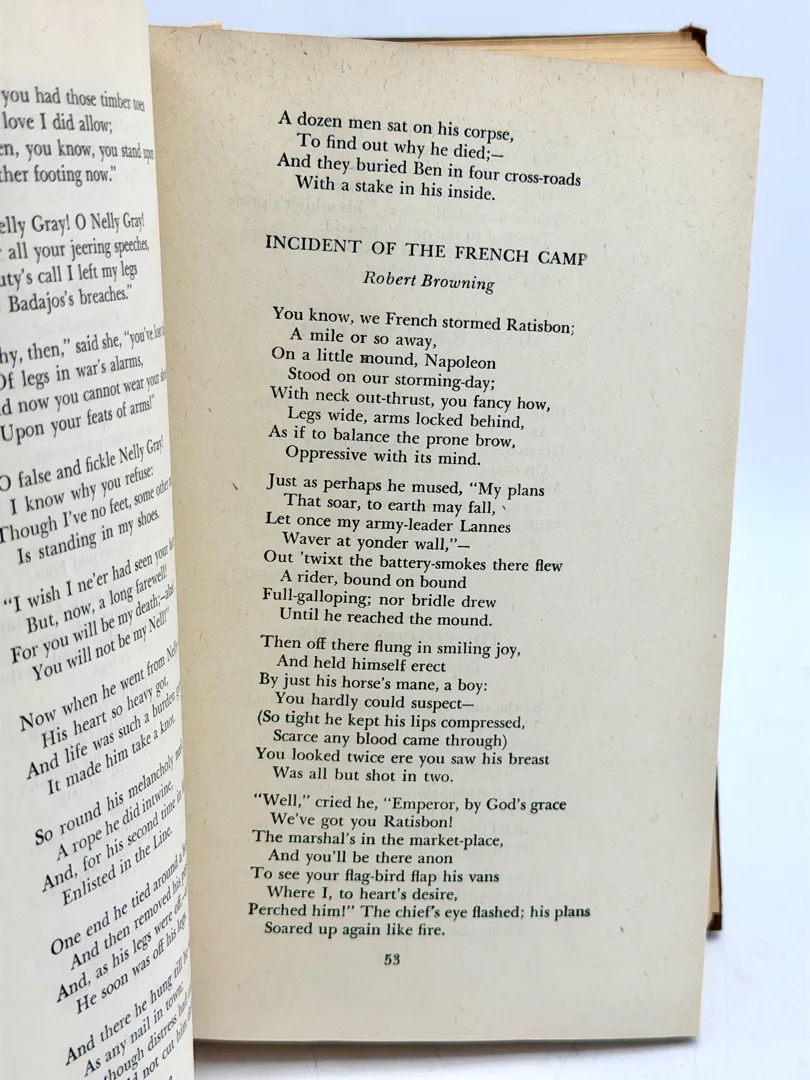 you had those timber toes
love I did allow;
en, you know, you stand upon
ther footing now."
elly Gray! O Nelly Gray!
all your jeering speeches,
uty's call I left my legs
Badajos's breaches."
hy, then," said she, "you've lost
Of legs in war's alarms,
d now you cannot wear your
Upon your feats of arms!"
O false and fickle Nelly Gray!
I know why you refuse:
Though I've no feet, some other
Is standing in my shoes.
"I wish I ne'er had seen your
But, now, a long farewell!
For you will be my death;—alas!
You will not be my Nell!"
Now when he went from Nelly
His heart so heavy got,
And life was such a burden
It made him take a knot.
So round his melancholy
A rope he did intwine,
And, for his second time in
Enlisted in the Line.
One end he tied around a
And then removed his
And, as his legs were off,
He soon was off his legs
And there he hung till he
As any nail in town;
though distress had
not cut him
A dozen men sat on his corpse,
To find out why he died;—
And they buried Ben in four cross-roads
With a stake in his inside.
INCIDENT OF THE FRENCH CAMP
Robert Browning
You know, we French stormed Ratisbon;
A mile or so away,
On a little mound, Napoleon
Stood on our storming-day;
With neck out-thrust, you fancy how,
Legs wide, arms locked behind,
As if to balance the prone brow,
Oppressive with its mind.
Just as perhaps he mused, "My plans
That soar, to earth may fall,
Let once my army-leader Lannes
Waver at yonder wall,"—
Out 'twixt the battery-smokes there flew
A rider, bound on bound
Full-galloping; nor bridle drew
Until he reached the mound.
Then off there flung in smiling joy,
And held himself erect
By just his horse's mane, a boy:
You hardly could suspect—
(So tight he kept his lips compressed,
Scarce any blood came through)
You looked twice ere you saw his breast
Was all but shot in two.
"Well," cried he, "Emperor, by God's grace
We've got you Ratisbon!
The marshal's in the market-place,
And you'll be there anon
To see your flag-bird flap his vans
Where I, to heart's desire,
Perched him!" The chief's eye flashed; his plans
Soared up again like fire.
53